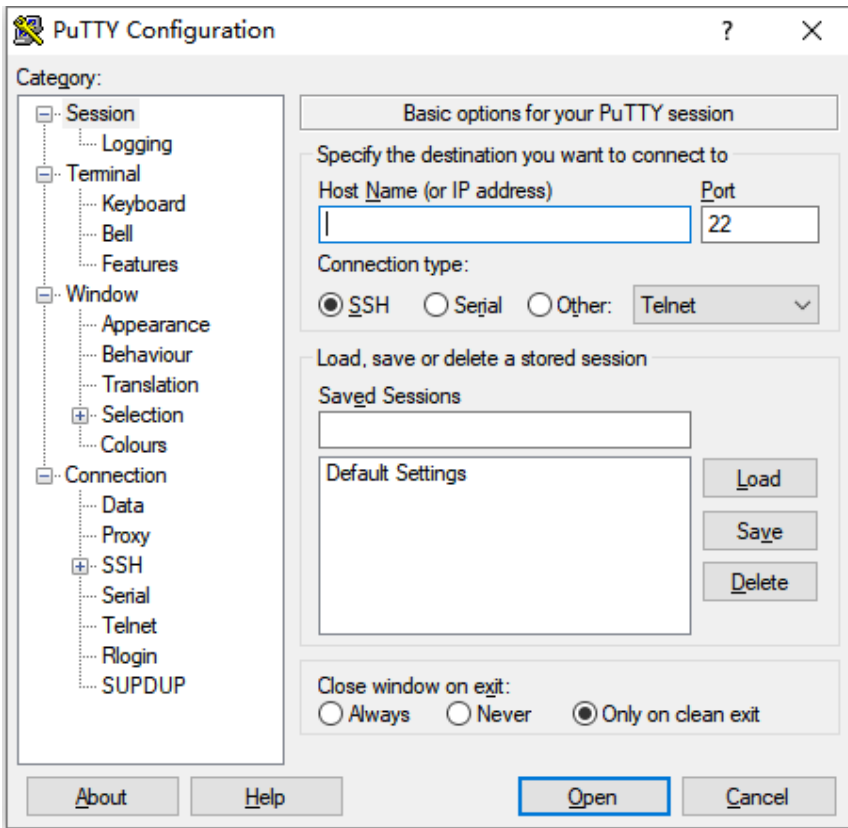 PuTTY Configuration
?
Category:
Session
Logging
Terminal
Keyboard
Bell
Features
Window
Appearance
Behaviour
Translation
Selection
Colours
Connection
Data
Proxy
SSH
Serial
Telnet
Rlogin
SUPDUP
Basic options for your PuTTY session
Specify the destination you want to connect to
Host Name (or IP address) Port
22
Connection type:
SSH Serial Other: Telnet
Load, save or delete a stored session
Saved Sessions
Default Settings
Load
Save
Delete
Close window on exit:
Always Never Only on clean exit
About Help Open Cancel